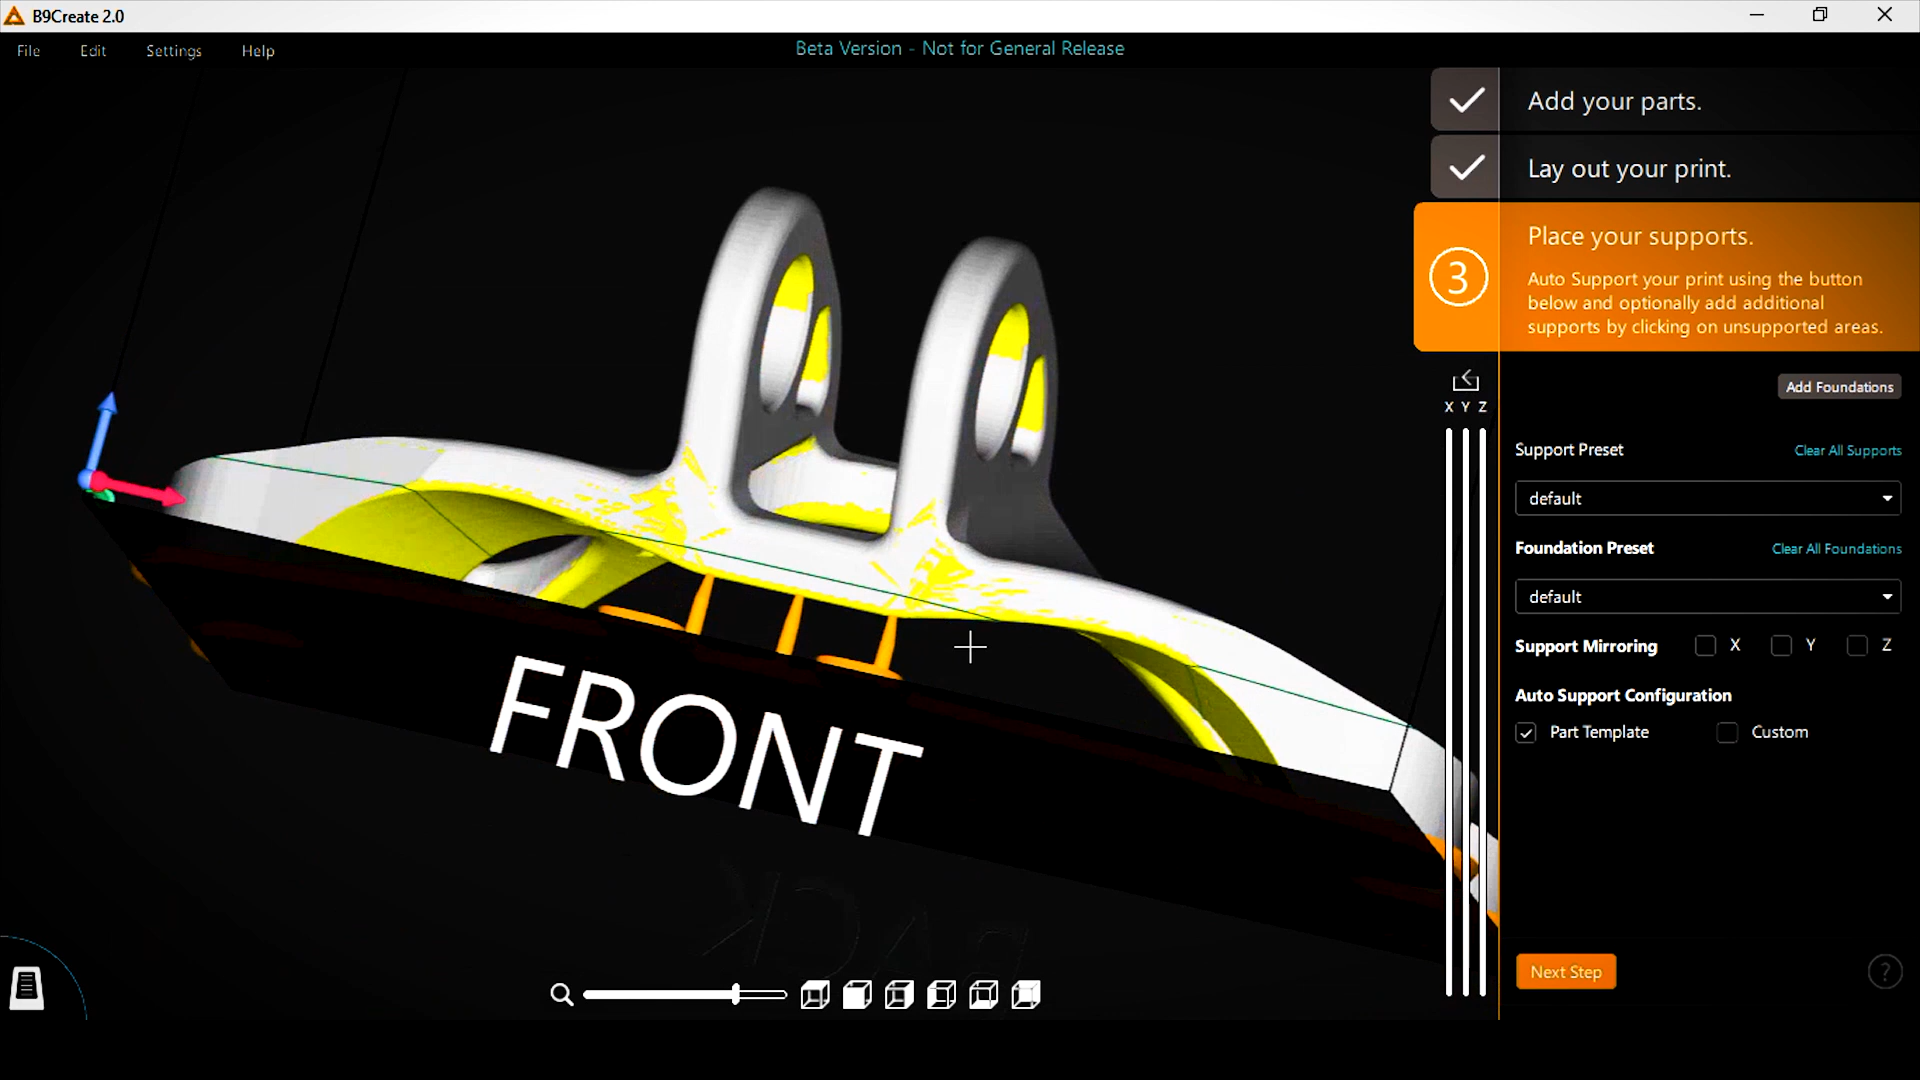 B9Create 2.0
File Edit Settings Help
Beta Version - Not for General Release
Add your parts.
Lay out your print.
3
Place your supports.
Auto Support your print using the button
below and optionally add additional
supports by clicking on unsupported areas.
X Y Z
Add Foundations
Support Preset Clear All Supports
default
Foundation Preset Clear All Foundations
default
Support Mirroring X Y Z
Auto Support Configuration
Part Template Custom
FRONT
BACK
Next Step
?